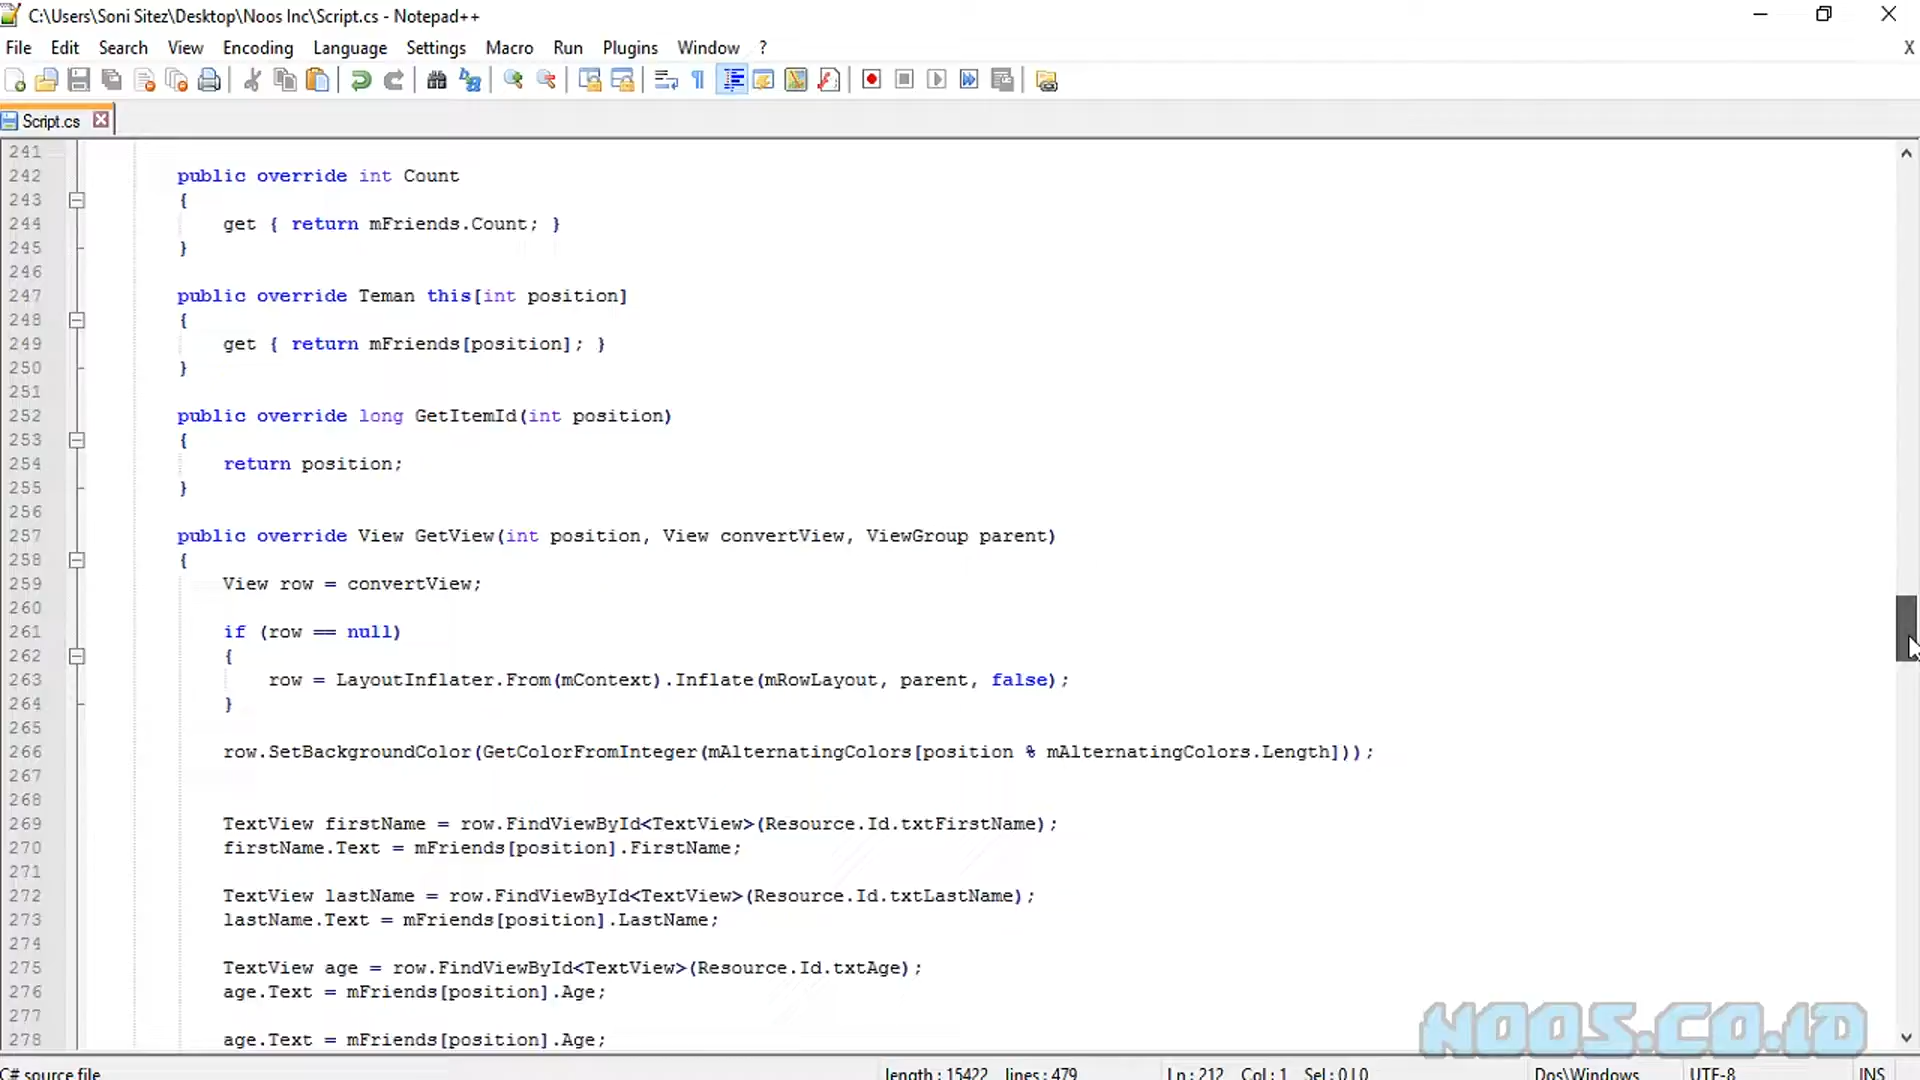 C:\Users\Soni Sitez\Desktop\Noos Inc\Script.cs - Notepad++
File Edit Search View Encoding Language Settings Macro Run Plugins Window ? X
Script.cs
241
242 public override int Count
243 {
244 get { return mFriends.Count; }
245 }
246
247 public override Teman this[int position]
248 {
249 get { return mFriends[position]; }
250 }
251
252 public override long GetItemId(int position)
253 {
254 return position;
255 }
256
257 public override View GetView(int position, View convertView, ViewGroup parent)
258 {
259 View row = convertView;
260
261 if (row == null)
262 {
263 row = LayoutInflater.From(mContext).Inflate(mRowLayout, parent, false);
264 }
265
266 row.SetBackgroundColor(GetColorFromInteger(mAlternatingColors[position % mAlternatingColors.Length]));
267
268
269 TextView firstName = row.FindViewById<TextView>(Resource.Id.txtFirstName);
270 firstName.Text = mFriends[position].FirstName;
271
272 TextView lastName = row.FindViewById<TextView>(Resource.Id.txtLastName);
273 lastName.Text = mFriends[position].LastName;
274
275 TextView age = row.FindViewById<TextView>(Resource.Id.txtAge);
276 age.Text = mFriends[position].Age;
277
278 age.Text = mFriends[position].Age;
NOOS.CO.ID
C# source file length : 15422 lines : 479 Ln : 212 Col : 1 Sel : 0 | 0 Dos\Windows UTF-8 INS